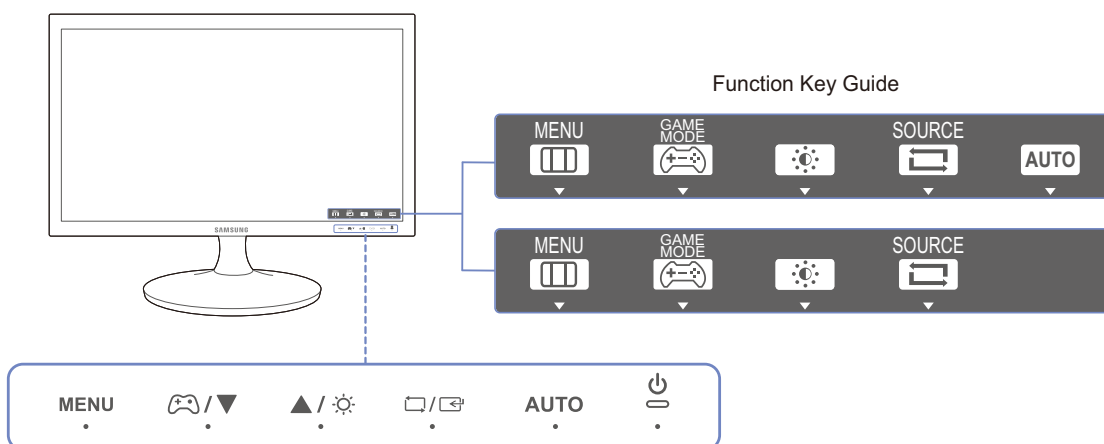 Function Key Guide
MENU
GAME
MODE
SOURCE
AUTO
SAMSUNG
MENU
GAME
MODE
SOURCE
MENU
AUTO